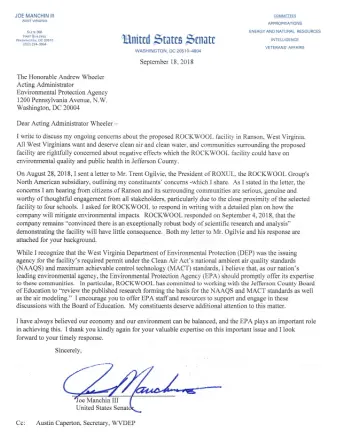 JOE MANCHIN III
WEST VIRGINIA
COMMITTEES
APPROPRIATIONS
ENERGY AND NATURAL RESOURCES
INTELLIGENCE
VETERANS' AFFAIRS
United States Senate
WASHINGTON, DC 20510-4804
September 18, 2018
The Honorable Andrew Wheeler
Acting Administrator
Environmental Protection Agency
1200 Pennsylvania Avenue, N.W.
Washington, DC 20004
Dear Acting Administrator Wheeler –
I write to discuss my ongoing concerns about the proposed ROCKWOOL facility in Ranson, West Virginia.
All West Virginians want and deserve clean air and clean water, and communities surrounding the proposed
facility are rightfully concerned about negative effects which the ROCKWOOL facility could have on
environmental quality and public health in Jefferson County.
On August 28, 2018, I sent a letter to Mr. Trent Ogilvie, the President of ROXUL, the ROCKWOOL Group's
North American subsidiary, outlining my constituents' concerns -which I share. As I stated in the letter, the
concerns I am hearing from citizens of Ranson and its surrounding communities are serious, genuine and
worthy of thoughtful engagement from all stakeholders, particularly due to the close proximity of the selected
facility to four schools. I asked for ROCKWOOL to respond in writing with a detailed plan on how the
company will mitigate environmental impacts. ROCKWOOL responded on September 4, 2018, that the
company remains "convinced there is an exceptionally robust body of scientific research and analysis"
demonstrating the facility will have little consequences. Both my letter to Mr. Ogilvie and his response are
attached for your background.
While I recognize that the West Virginia Department of Environmental Protection (DEP) was the issuing
agency for the facility's required permit under the Clean Air Act's national ambient air quality standards
(NAAQS) and maximum achievable control technology (MACT) standards, I believe that, as our nation's
leading environmental agency, the Environmental Protection Agency (EPA) should promptly offer its expertise
to these communities. In particular, ROCKWOOL has committed to working with the Jefferson County Board
of Education to "review the published research forming the basis for the NAAQS and MACT standards as well
as the air modeling." I encourage you to offer EPA staff and resources to support and engage in these
discussions with the Board of Education. My constituents deserve additional attention to this matter.
I have always believed our economy and our environment can be balanced, and the EPA plays an important role
in achieving this. I thank you kindly again for your valuable expertise on this important issue and I look
forward to your timely response.
Sincerely,
Joe Manchin III
Joe Manchin III
United States Senator
Cc: Austin Caperton, Secretary, WVDEP